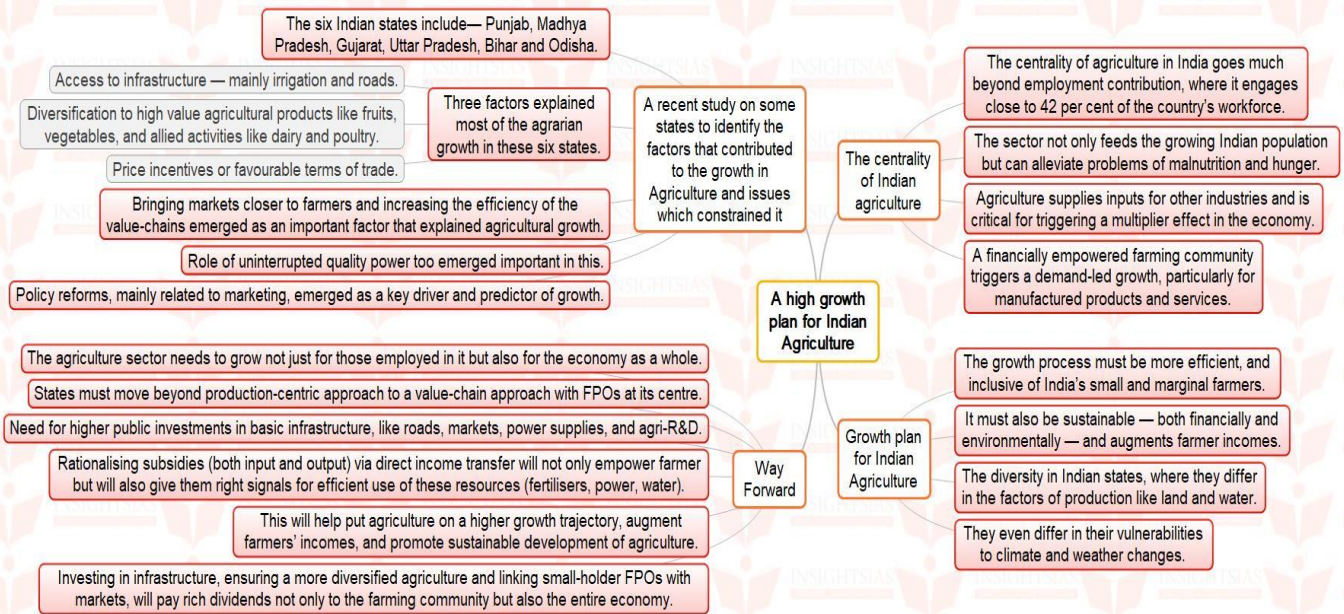 The six Indian states include— Punjab, Madhya
Pradesh, Gujarat, Uttar Pradesh, Bihar and Odisha.
Access to infrastructure — mainly irrigation and roads.
Diversification to high value agricultural products like fruits,
vegetables, and allied activities like dairy and poultry.
Price incentives or favourable terms of trade.
Three factors explained
most of the agrarian
growth in these six states.
Bringing markets closer to farmers and increasing the efficiency of the
value-chains emerged as an important factor that explained agricultural growth.
Role of uninterrupted quality power too emerged important in this.
Policy reforms, mainly related to marketing, emerged as a key driver and predictor of growth.
A recent study on some
states to identify the
factors that contributed
to the growth in
Agriculture and issues
which constrained it
The centrality
of Indian
agriculture
The centrality of agriculture in India goes much
beyond employment contribution, where it engages
close to 42 per cent of the country's workforce.
The sector not only feeds the growing Indian population
but can alleviate problems of malnutrition and hunger.
Agriculture supplies inputs for other industries and is
critical for triggering a multiplier effect in the economy.
A financially empowered farming community
triggers a demand-led growth, particularly for
manufactured products and services.
A high growth
plan for Indian
Agriculture
The agriculture sector needs to grow not just for those employed in it but also for the economy as a whole.
States must move beyond production-centric approach to a value-chain approach with FPOs at its centre.
Need for higher public investments in basic infrastructure, like roads, markets, power supplies, and agri-R&D.
Rationalising subsidies (both input and output) via direct income transfer will not only empower farmer
but will also give them right signals for efficient use of these resources (fertilisers, power, water).
This will help put agriculture on a higher growth trajectory, augment
farmers' incomes, and promote sustainable development of agriculture.
Investing in infrastructure, ensuring a more diversified agriculture and linking small-holder FPOs with
markets, will pay rich dividends not only to the farming community but also the entire economy.
Way
Forward
Growth plan
for Indian
Agriculture
The growth process must be more efficient, and
inclusive of India's small and marginal farmers.
It must also be sustainable — both financially and
environmentally — and augments farmer incomes.
The diversity in Indian states, where they differ
in the factors of production like land and water.
They even differ in their vulnerabilities
to climate and weather changes.
INSIGHTSIAS